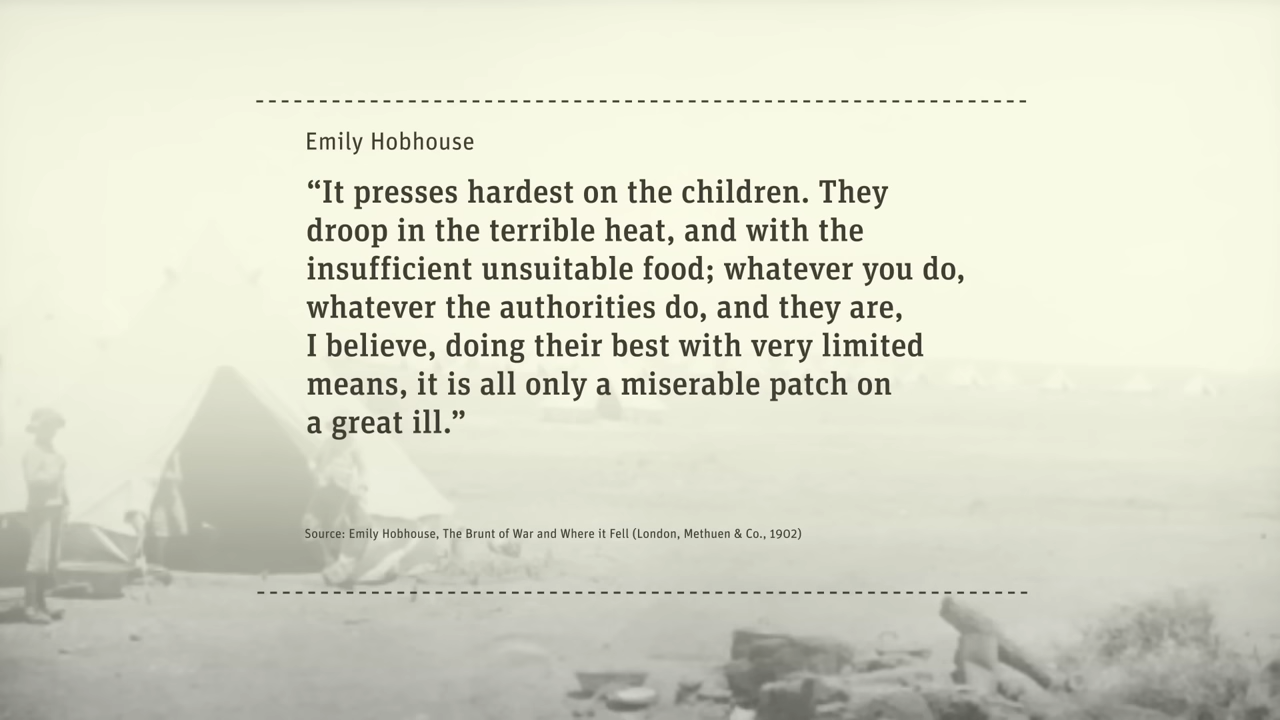 Emily Hobhouse
“It presses hardest on the children. They
droop in the terrible heat, and with the
insufficient unsuitable food; whatever you do,
whatever the authorities do, and they are,
I believe, doing their best with very limited
means, it is all only a miserable patch on
a great ill.”
Source: Emily Hobhouse, The Brunt of War and Where it Fell (London, Methuen & Co., 1902)